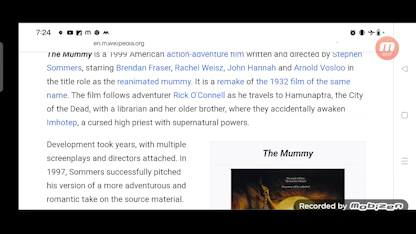 7:24
en.m.wikipedia.org
The Mummy is a 1999 American action-adventure film written and directed by Stephen
Sommers, starring Brendan Fraser, Rachel Weisz, John Hannah and Arnold Vosloo in
the title role as the reanimated mummy. It is a remake of the 1932 film of the same
name. The film follows adventurer Rick O'Connell as he travels to Hamunaptra, the City
of the Dead, with a librarian and her older brother, where they accidentally awaken
Imhotep, a cursed high priest with supernatural powers.
Development took years, with multiple
screenplays and directors attached. In
1997, Sommers successfully pitched
his version of a more adventurous and
romantic take on the source material.
The Mummy
Recorded by Mobizen